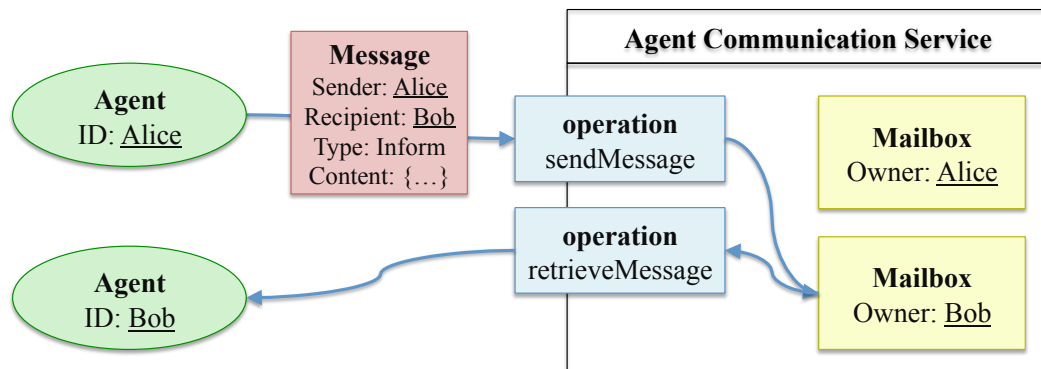 Agent Communication Service
Agent
ID: Alice
Message
Sender: Alice
Recipient: Bob
Type: Inform
Content: {…}
operation
sendMessage
Mailbox
Owner: Alice
Agent
ID: Bob
operation
retrieveMessage
Mailbox
Owner: Bob